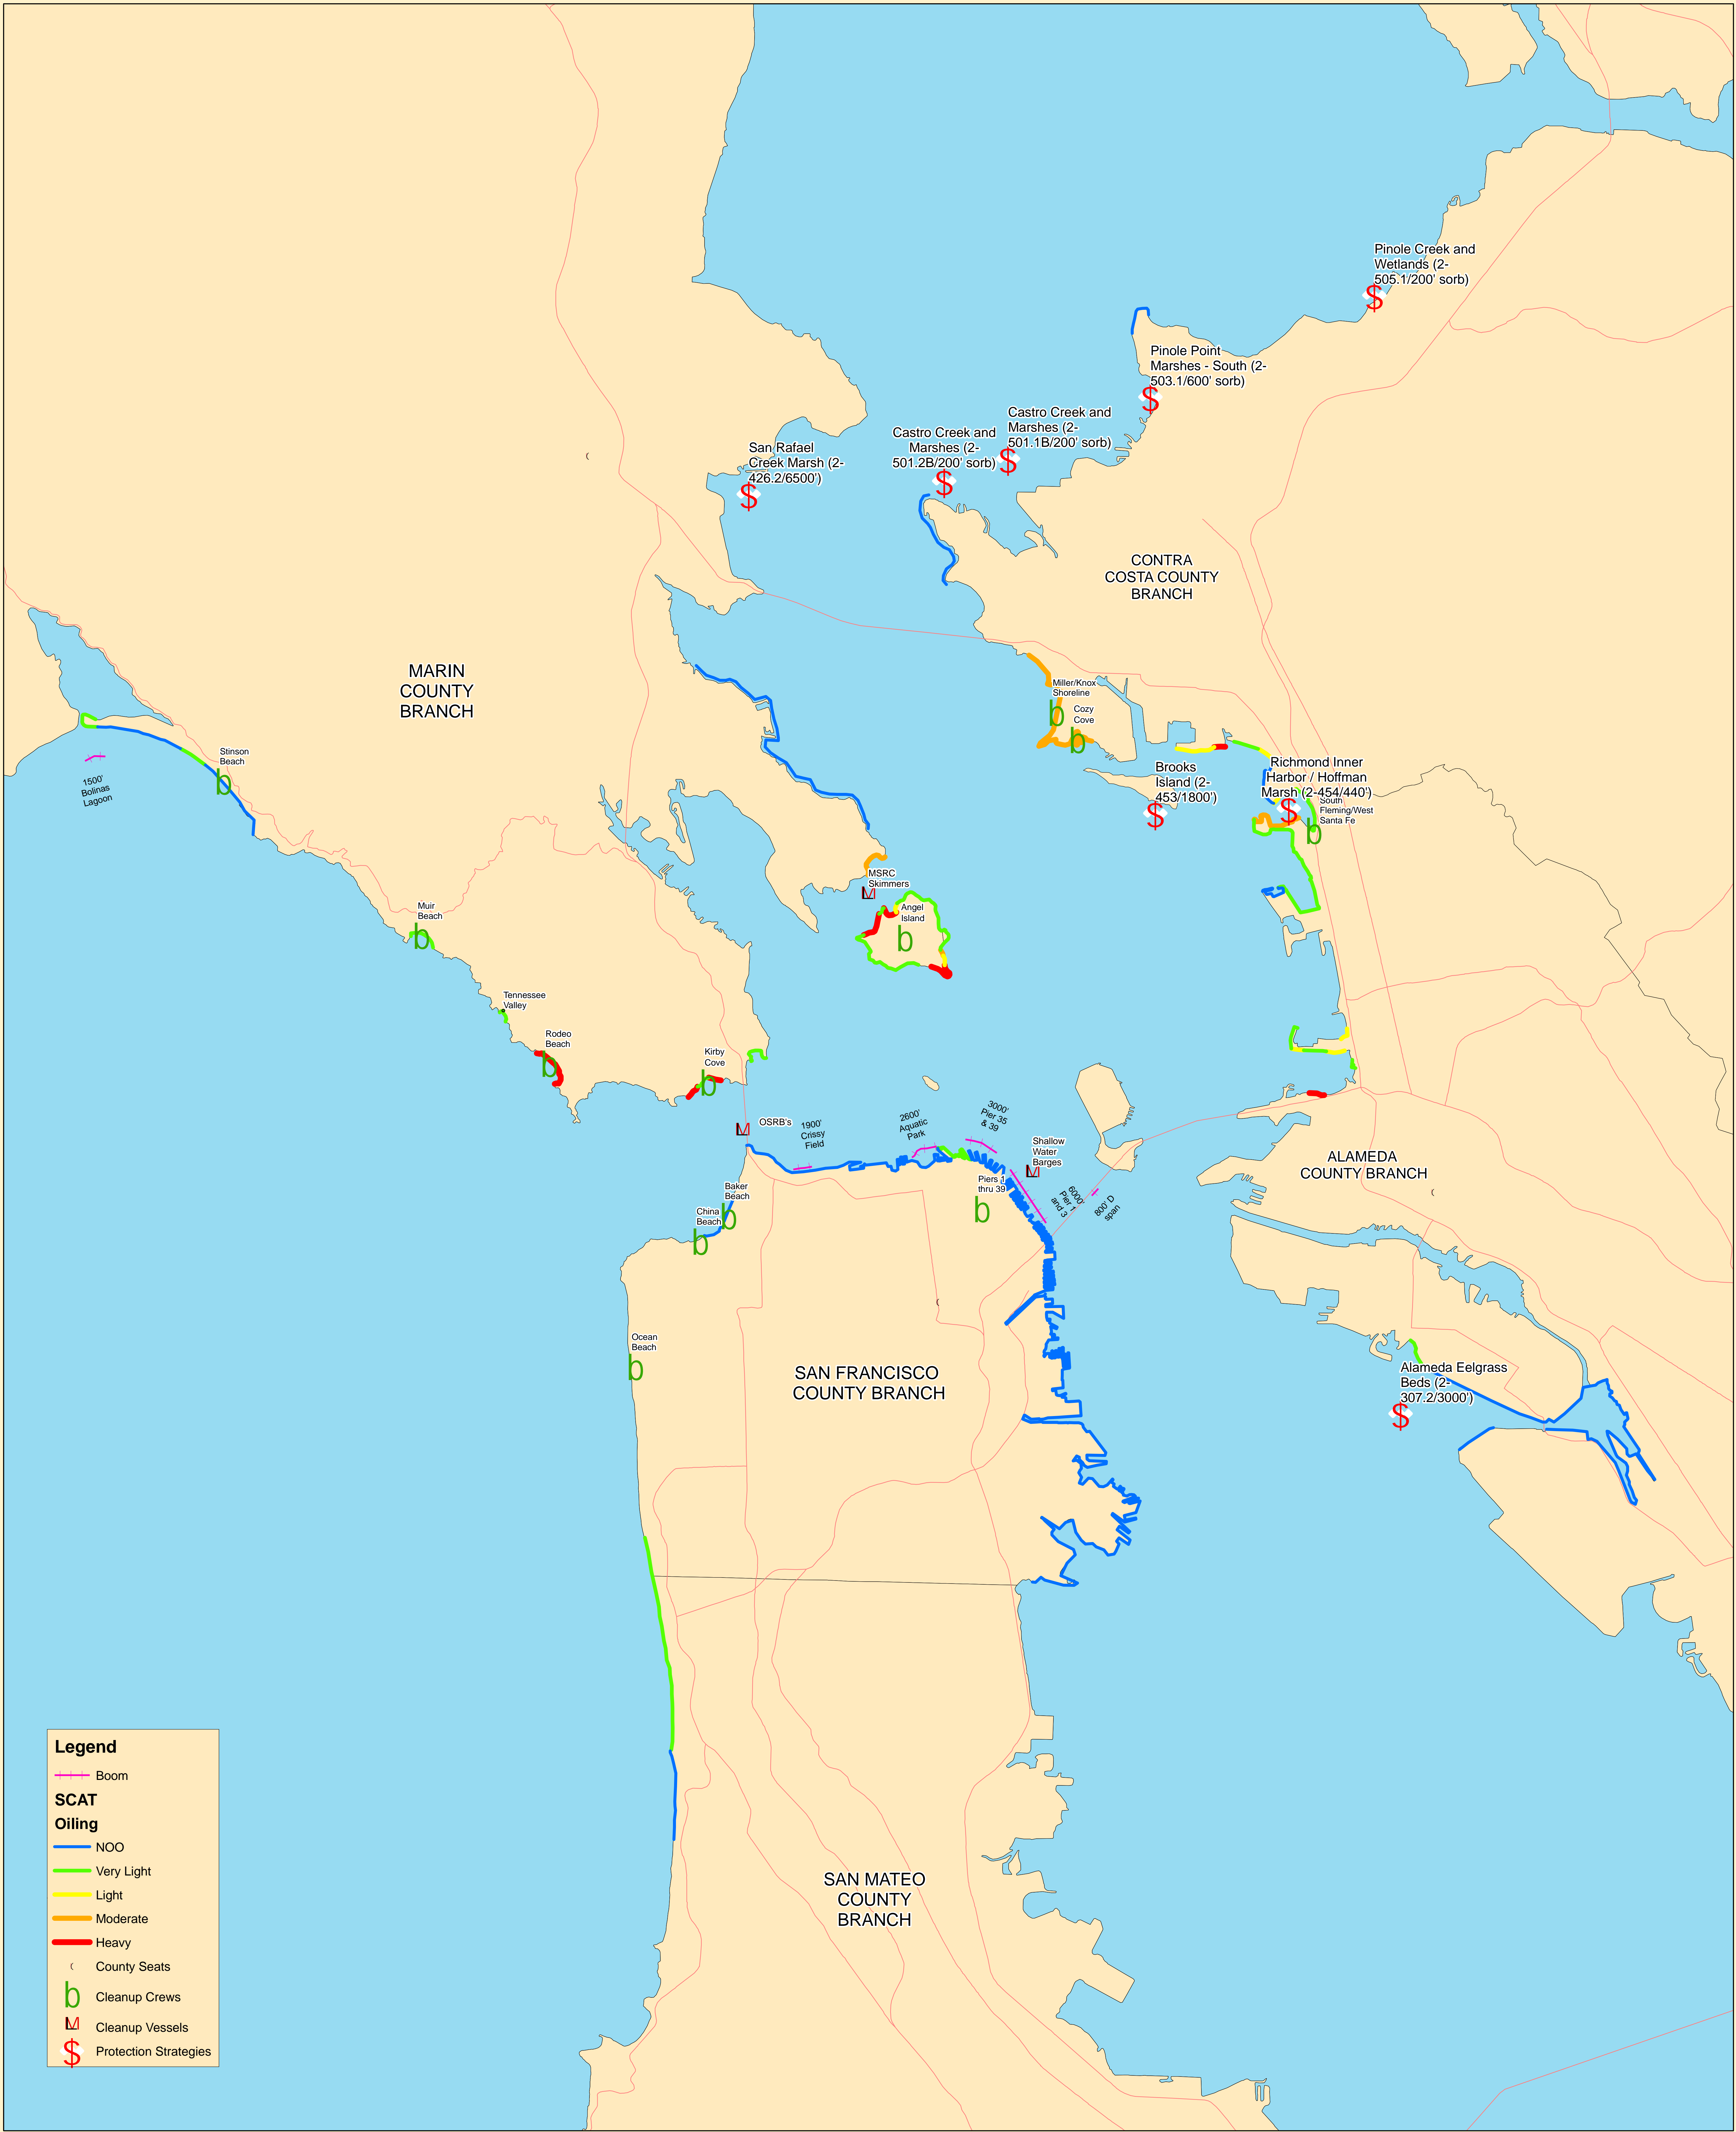 Pinole Creek and
Wetlands (2-
505.1/200' sorb)
$
Pinole Point
Marshes - South (2-
503.1/600' sorb)
$
Castro Creek and
Marshes (2-
501.1B/200' sorb)
$
Castro Creek and
Marshes (2-
501.2B/200' sorb)
$
San Rafael
Creek Marsh (2-
426.2/6500')
$
CONTRA
COSTA COUNTY
BRANCH
MARIN
COUNTY
BRANCH
Miller/Knox
Shoreline
b
Cozy
Cove
b
Stinson
Beach
b
1500'
Bolinas
Lagoon
Brooks
Island (2-
453/1800')
$
Richmond Inner
Harbor / Hoffman
Marsh (2-454/440')
$
South
Fleming/West
Santa Fe
b
MSRC
Skimmers
M
Angel
Island
b
Muir
Beach
b
Tennessee
Valley
Rodeo
Beach
b
Kirby
Cove
b
OSRB's
M
1900'
Crissy
Field
2600'
Aquatic
Park
3000'
Pier 35
& 39
Shallow
Water
Barges
M
Piers 1
thru 39
b
6000'
Pier 1
and 3
800' D
span
ALAMEDA
COUNTY BRANCH
Baker
Beach
b
China
Beach
b
Ocean
Beach
b
SAN FRANCISCO
COUNTY BRANCH
Alameda Eelgrass
Beds (2-
307.2/3000')
$
SAN MATEO
COUNTY
BRANCH
Legend
Boom
SCAT
Oiling
NOO
Very Light
Light
Moderate
Heavy
( County Seats
b Cleanup Crews
M Cleanup Vessels
$ Protection Strategies